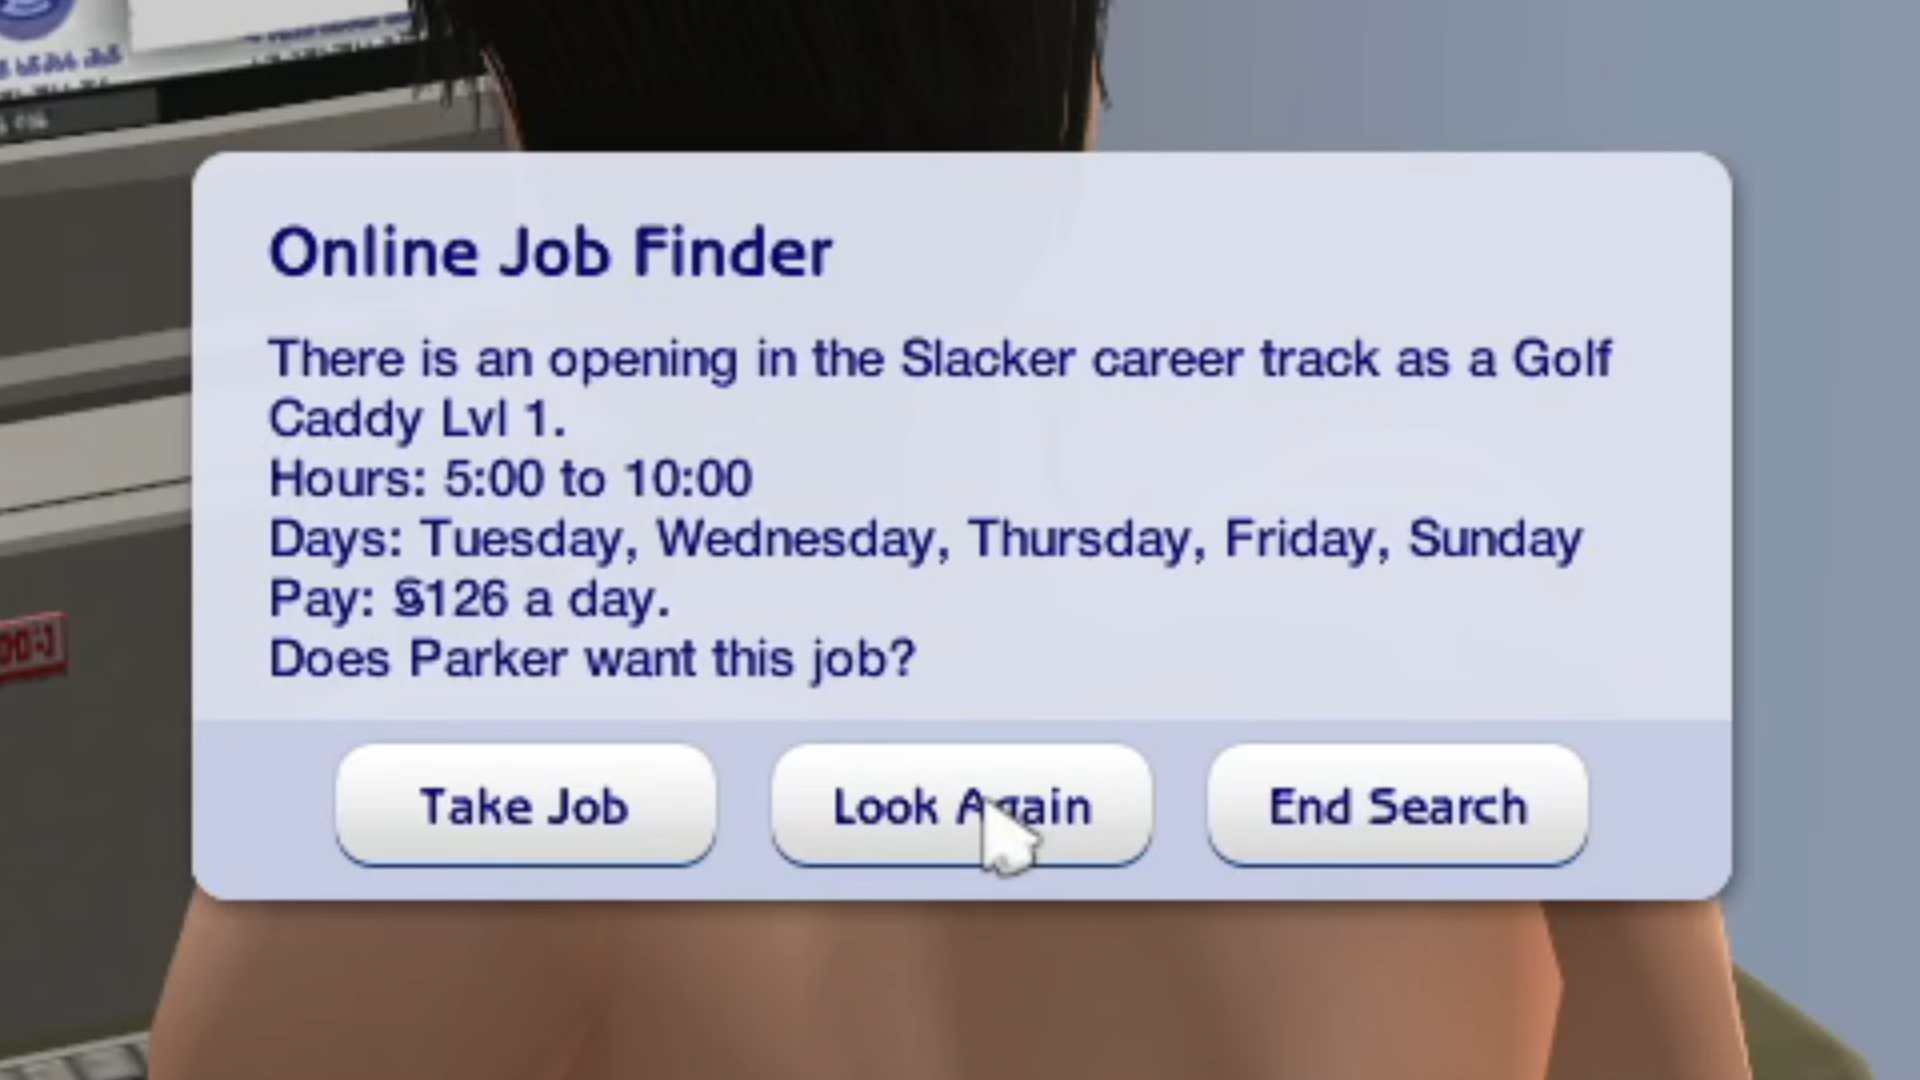 Online Job Finder
There is an opening in the Slacker career track as a Golf
Caddy Lvl 1.
Hours: 5:00 to 10:00
Days: Tuesday, Wednesday, Thursday, Friday, Sunday
Pay: §126 a day.
Does Parker want this job?
Take Job Look Again End Search